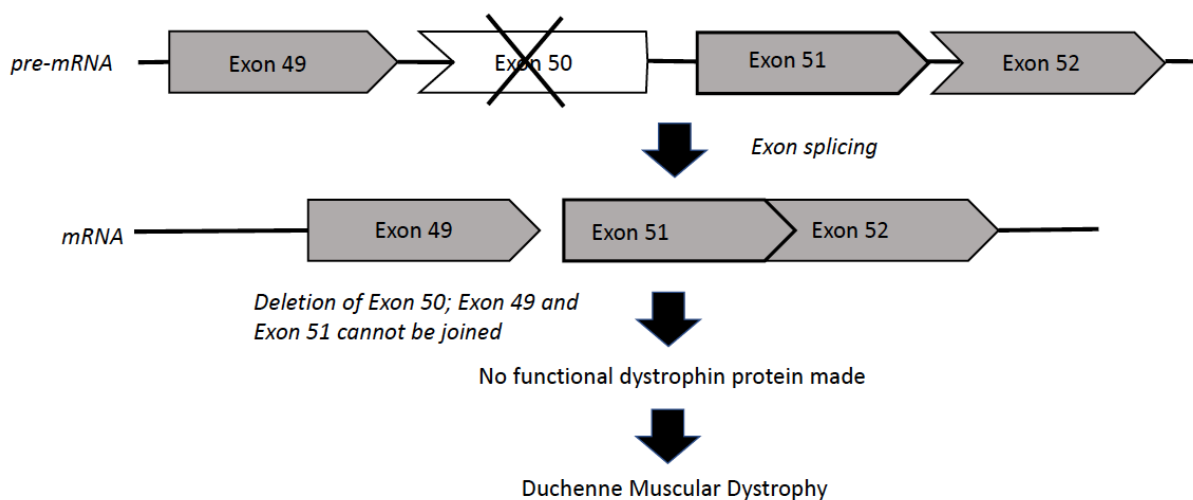 pre-mRNA
Exon 49
Exon 50
Exon 51
Exon 52
Exon splicing
mRNA
Exon 49
Exon 51
Exon 52
Deletion of Exon 50; Exon 49 and
Exon 51 cannot be joined
No functional dystrophin protein made
Duchenne Muscular Dystrophy